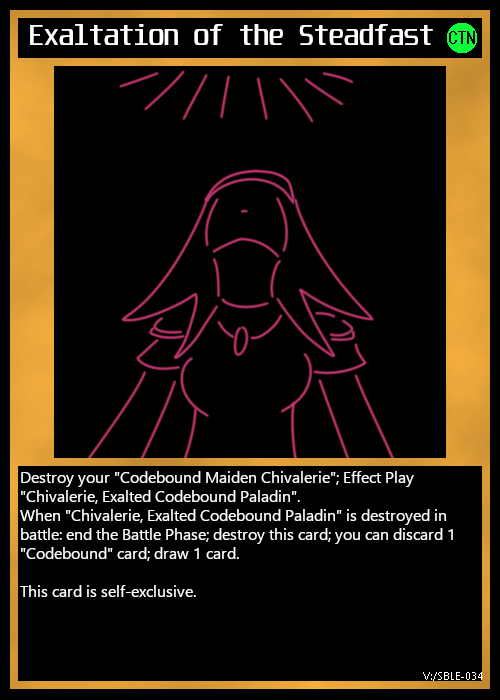 Exaltation of the Steadfast CTN
Destroy your "Codebound Maiden Chivalerie"; Effect Play
"Chivalerie, Exalted Codebound Paladin".
When "Chivalerie, Exalted Codebound Paladin" is destroyed in
battle: end the Battle Phase; destroy this card; you can discard 1
"Codebound" card; draw 1 card.
This card is self-exclusive.
V:/SBLE-034